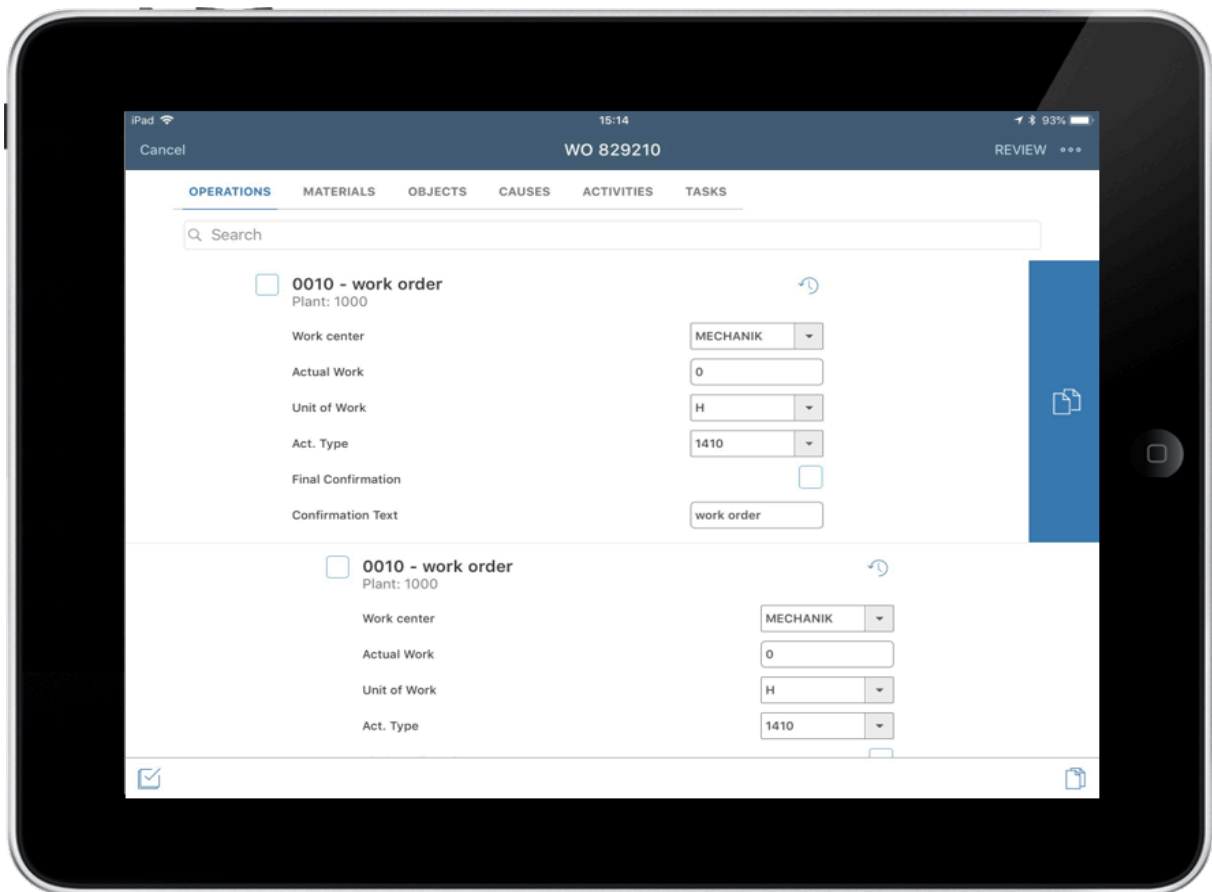 iPad 15:14 93%
Cancel WO 829210 REVIEW
OPERATIONS MATERIALS OBJECTS CAUSES ACTIVITIES TASKS
Search
0010 - work order
Plant: 1000
Work center MECHANIK
Actual Work 0
Unit of Work H
Act. Type 1410
Final Confirmation
Confirmation Text work order
0010 - work order
Plant: 1000
Work center MECHANIK
Actual Work 0
Unit of Work H
Act. Type 1410